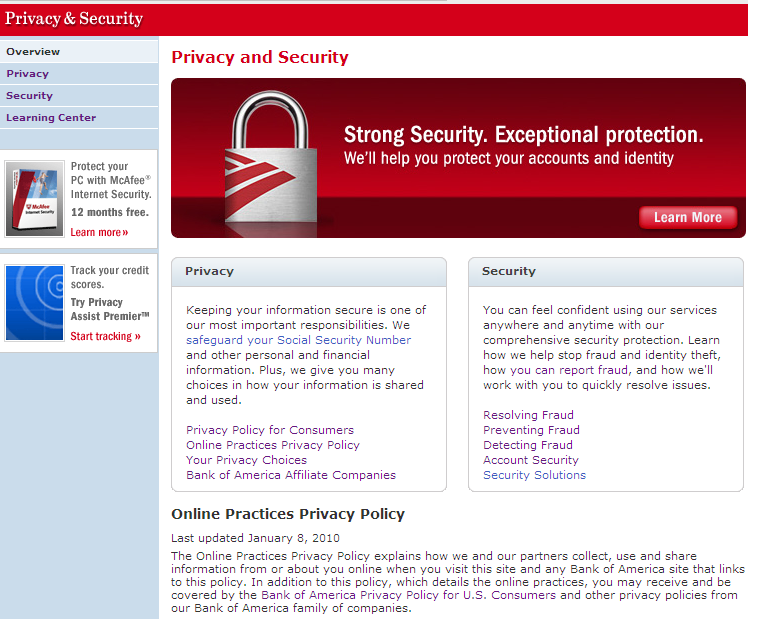 Privacy & Security
Overview
Privacy
Security
Learning Center
McAfee
Internet Security
Protect your
PC with McAfee®
Internet Security.
12 months free.
Learn more »
Track your credit
scores.
Try Privacy
Assist Premier™
Start tracking »
Privacy and Security
Strong Security. Exceptional protection.
We'll help you protect your accounts and identity
Learn More
Privacy
Keeping your information secure is one of
our most important responsibilities. We
safeguard your Social Security Number
and other personal and financial
information. Plus, we give you many
choices in how your information is shared
and used.
Privacy Policy for Consumers
Online Practices Privacy Policy
Your Privacy Choices
Bank of America Affiliate Companies
Security
You can feel confident using our services
anywhere and anytime with our
comprehensive security protection. Learn
how we help stop fraud and identity theft,
how you can report fraud, and how we'll
work with you to quickly resolve issues.
Resolving Fraud
Preventing Fraud
Detecting Fraud
Account Security
Security Solutions
Online Practices Privacy Policy
Last updated January 8, 2010
The Online Practices Privacy Policy explains how we and our partners collect, use and share
information from or about you online when you visit this site and any Bank of America site that links
to this policy. In addition to this policy, which details the online practices, you may receive and be
covered by the Bank of America Privacy Policy for U.S. Consumers and other privacy policies from
our Bank of America family of companies.